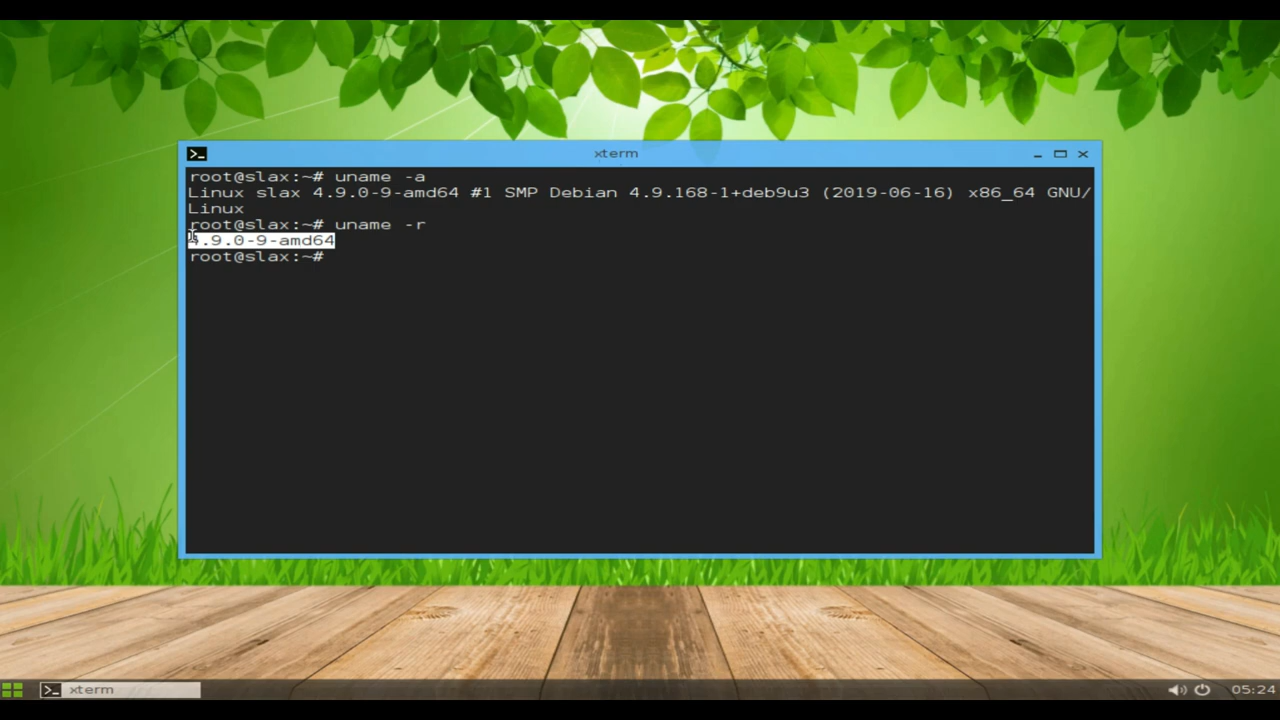 xterm
root@slax:~# uname -a
Linux slax 4.9.0-9-amd64 #1 SMP Debian 4.9.168-1+deb9u3 (2019-06-16) x86_64 GNU/
Linux
root@slax:~# uname -r
4.9.0-9-amd64
root@slax:~#
xterm
05:24